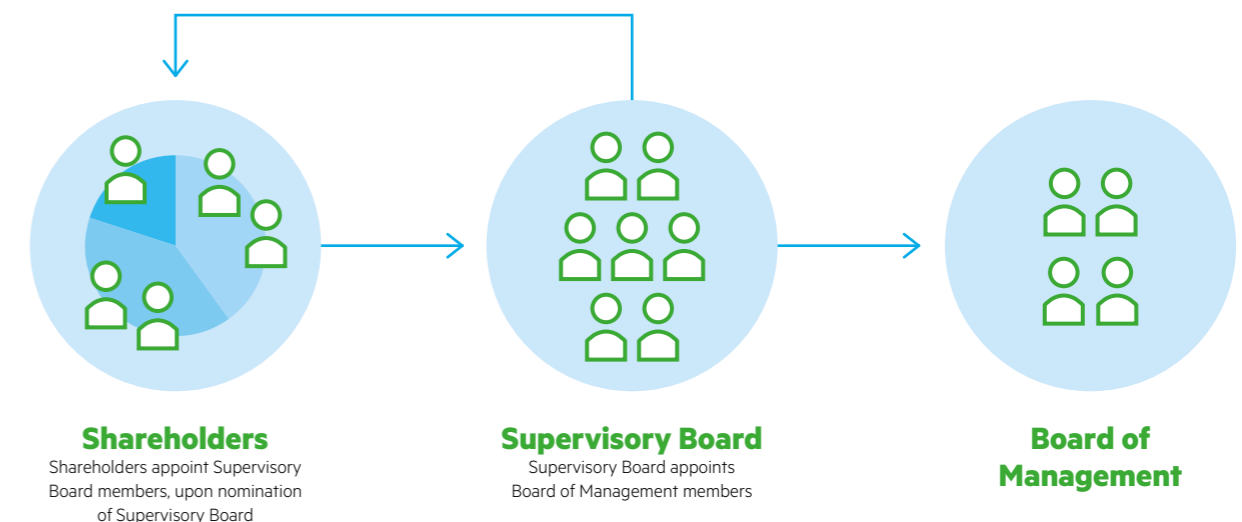 Shareholders
Shareholders appoint Supervisory
Board members, upon nomination
of Supervisory Board
Supervisory Board
Supervisory Board appoints
Board of Management members
Board of
Management